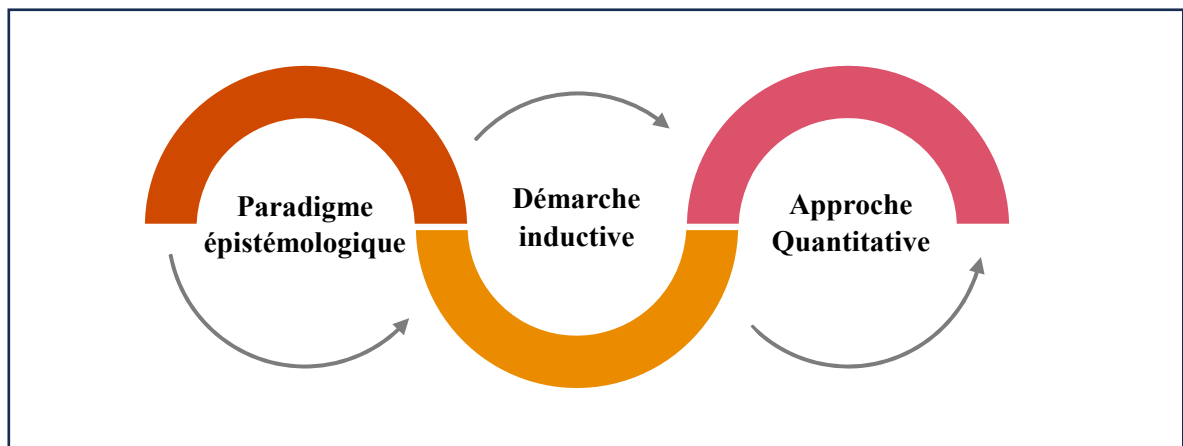 Paradigme
épistémologique
Démarche
inductive
Approche
Quantitative